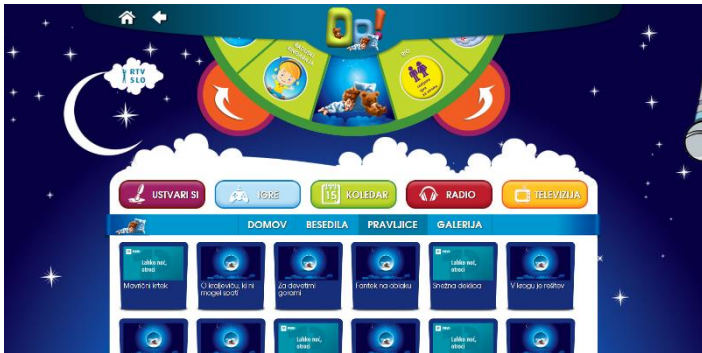 Op!
RTV
SLO
USTVARI SI
IGRE
KOLEDAR
15
RADIO
TELEVIZIJA
DOMOV
BESEDILA
PRAVLJICE
GALERIJA
Lahko noč,
otroci
Mavrični krtek
O kraljeviču, ki ni
mogel spati
Za devetimi
gorami
Fantek na oblaku
Lahko noč,
otroci
Snežna deklica
V krogu je rešitev
Lahko noč,
otroci
Lahko noč,
otroci